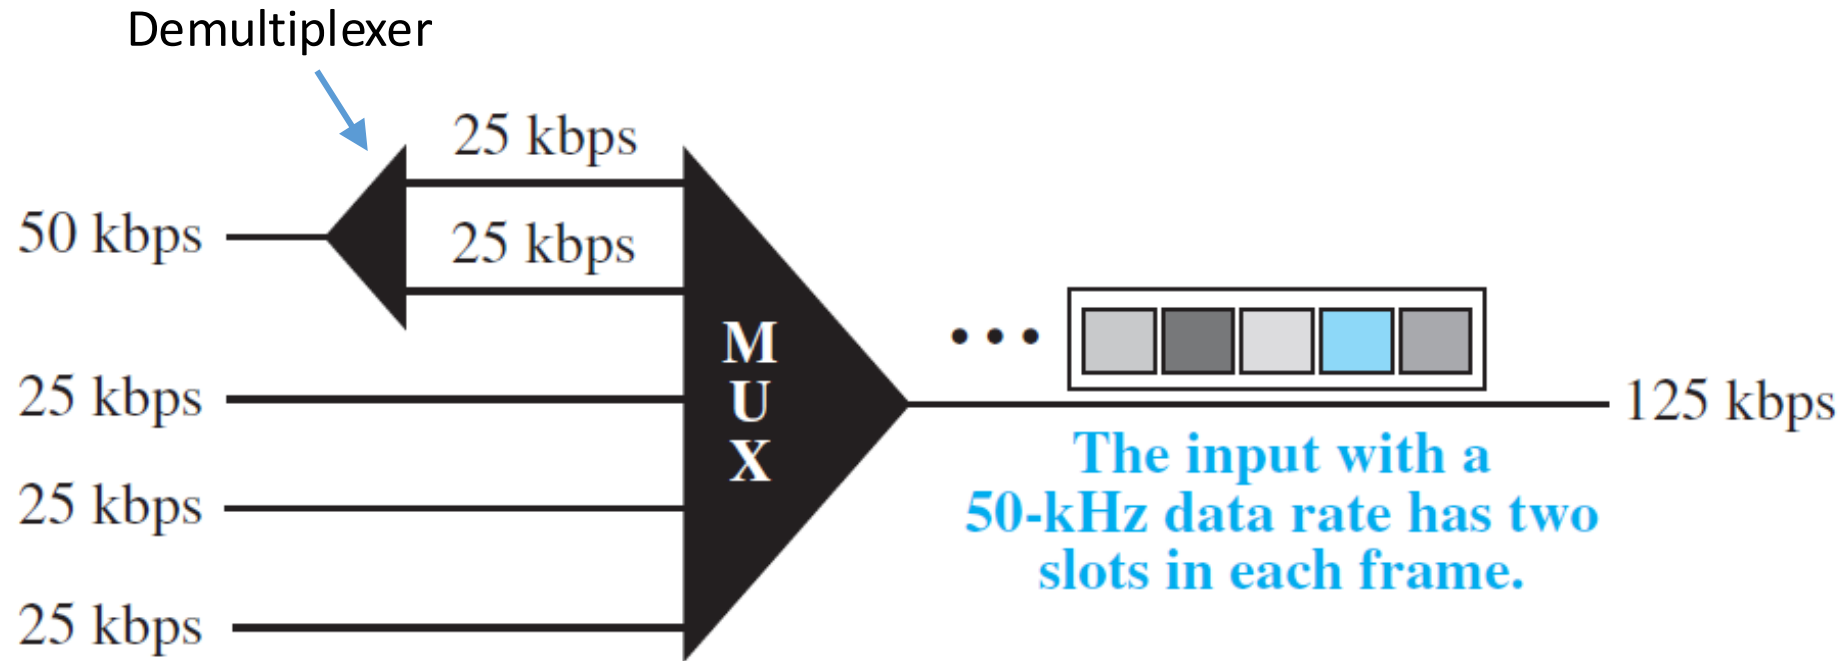 Demultiplexer
25 kbps
50 kbps
25 kbps
M
U
X
25 kbps
25 kbps
25 kbps
• • •
125 kbps
The input with a
50-kHz data rate has two
slots in each frame.